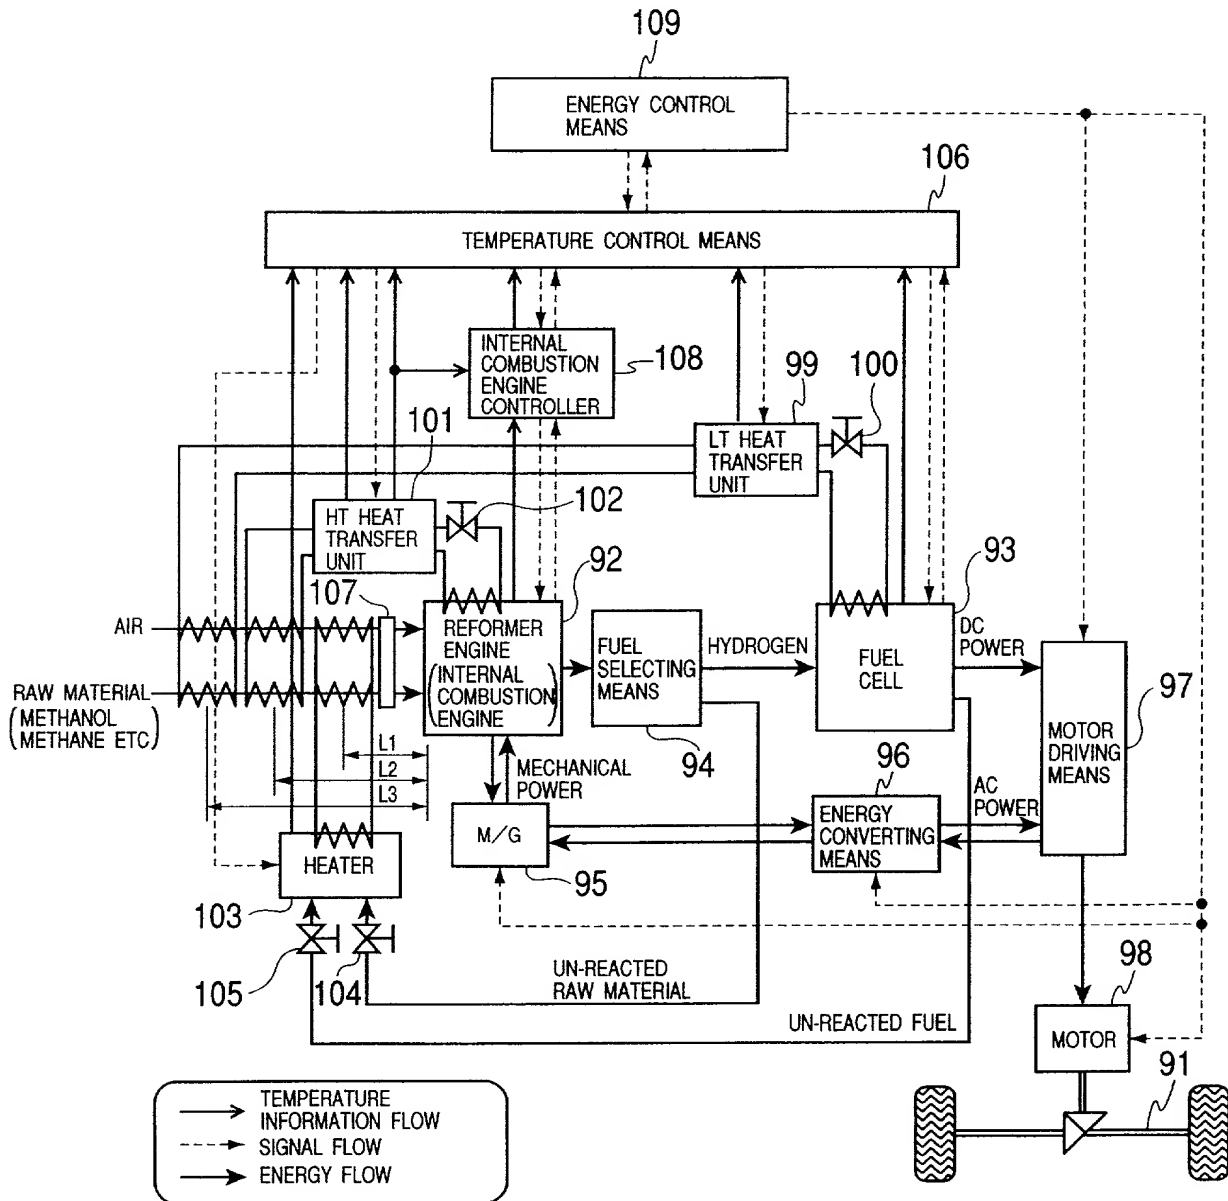 109
ENERGY CONTROL
MEANS
106
TEMPERATURE CONTROL MEANS
INTERNAL
COMBUSTION
ENGINE
CONTROLLER
108
99
100
LT HEAT
TRANSFER
UNIT
101
HT HEAT
TRANSFER
UNIT
102
107
92
93
AIR
REFORMER
ENGINE
(INTERNAL
COMBUSTION
ENGINE)
FUEL
SELECTING
MEANS
94
HYDROGEN
FUEL
CELL
DC
POWER
97
MOTOR
DRIVING
MEANS
RAW MATERIAL
(METHANOL
METHANE ETC)
L1
L2
L3
MECHANICAL
POWER
M/G
95
96
ENERGY
CONVERTING
MEANS
AC
POWER
HEATER
103
105
104
UN-REACTED
RAW MATERIAL
UN-REACTED FUEL
98
MOTOR
91
TEMPERATURE
INFORMATION FLOW
SIGNAL FLOW
ENERGY FLOW